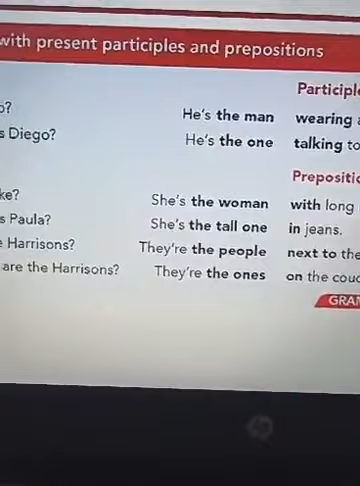 with present participles and prepositions
Participle
o? He's the man wearing
s Diego? He's the one talking to
Prepositio
ke? She's the woman with long
s Paula? She's the tall one in jeans.
e Harrisons? They're the people next to the
are the Harrisons? They're the ones on the couc
GRAM